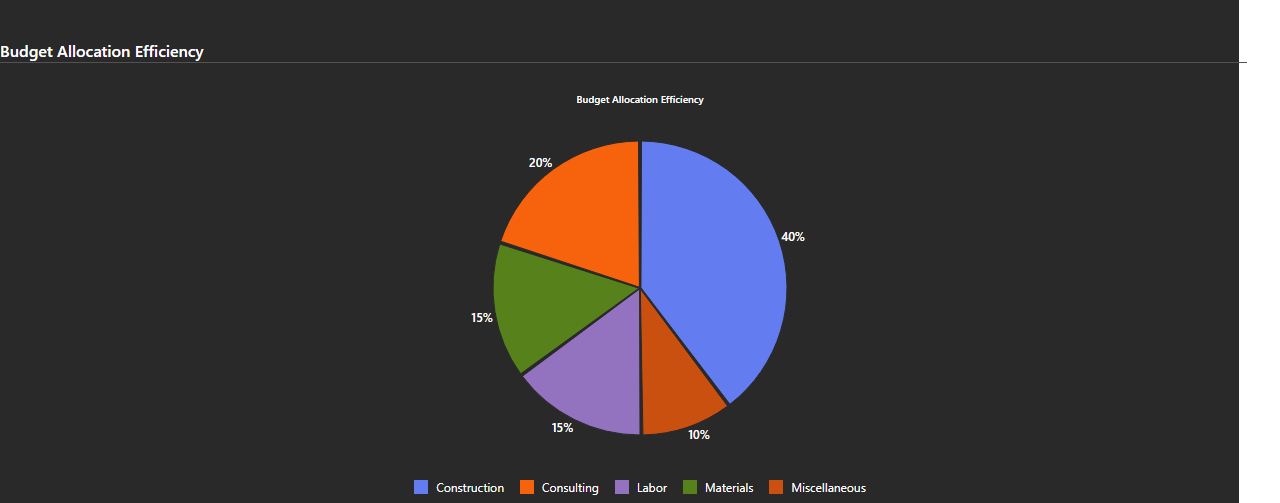 Budget Allocation Efficiency
Budget Allocation Efficiency
20%
40%
15%
15%
10%
Construction Consulting Labor Materials Miscellaneous